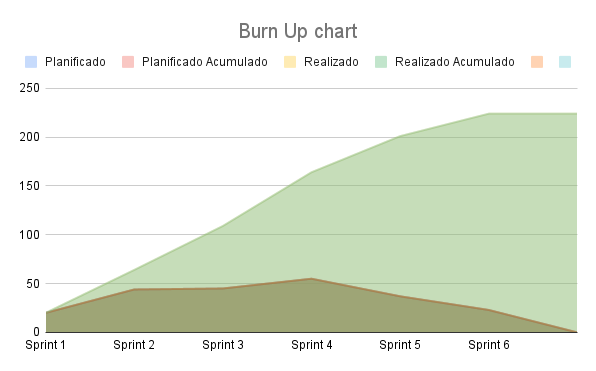 Burn Up chart
Planificado Planificado Acumulado Realizado Realizado Acumulado
250
200
150
100
50
0
Sprint 1 Sprint 2 Sprint 3 Sprint 4 Sprint 5 Sprint 6